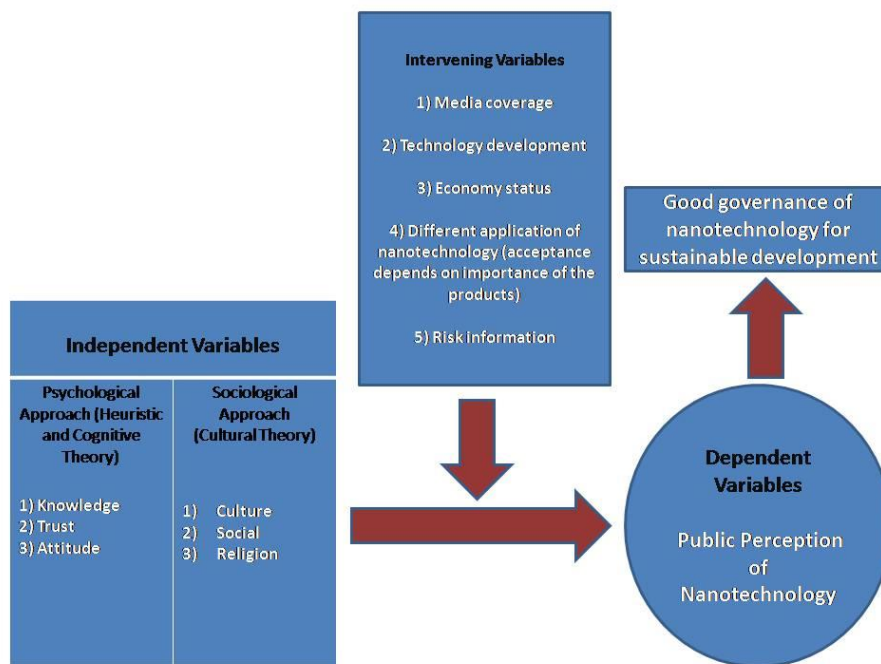 Intervening Variables
1) Media coverage
2) Technology development
3) Economy status
4) Different application of
nanotechnology (acceptance
depends on importance of the
products)
5) Risk information
Good governance of
nanotechnology for
sustainable development
Independent Variables
Psychological
Approach (Heuristic
and Cognitive
Theory)
1) Knowledge
2) Trust
3) Attitude
Sociological
Approach
(Cultural Theory)
1) Culture
2) Social
3) Religion
Dependent
Variables
Public Perception
of
Nanotechnology